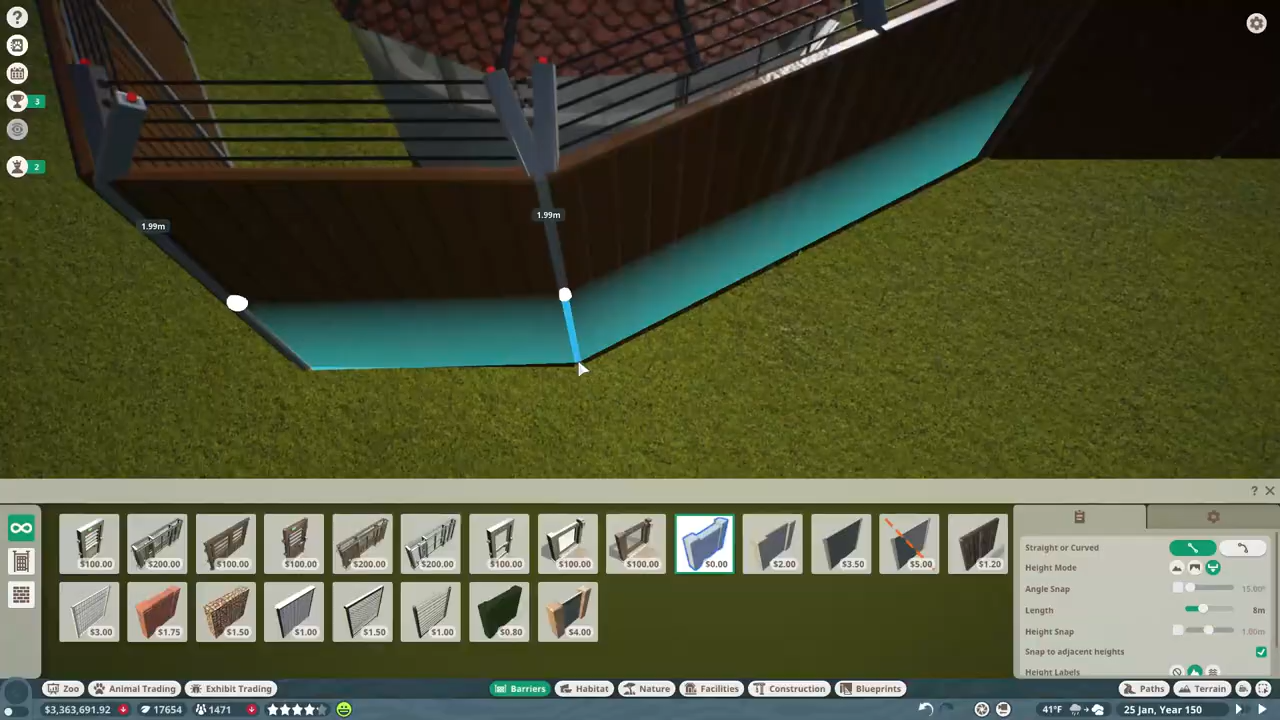 ?
3
2
1.99m
1.99m
?
$100.00 $200.00 $100.00 $100.00 $200.00 $200.00 $100.00 $100.00 $100.00 $0.00 $2.00 $3.50 $5.00 $1.20
$3.00 $1.75 $1.50 $1.00 $1.50 $1.00 $0.80 $4.00
Straight or Curved
Height Mode
Angle Snap 15.00°
Length 8m
Height Snap 1.00m
Snap to adjacent heights
Height Labels
Zoo Animal Trading Exhibit Trading Barriers Habitat Nature Facilities Construction Blueprints Paths Terrain
$3,363,691.92 17654 1471 41°F 25 Jan, Year 150